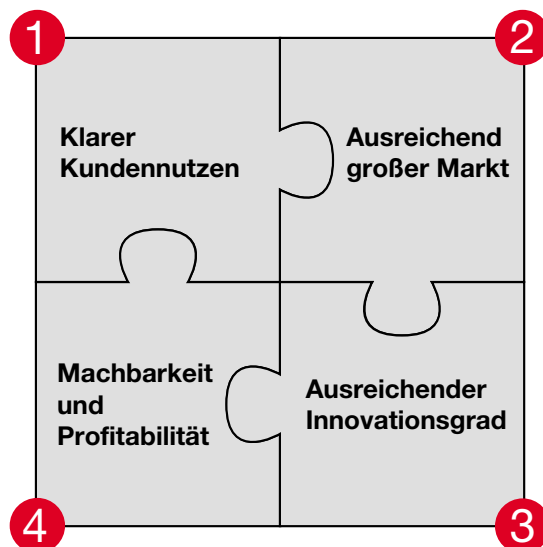 1
2
Klarer
Kundennutzen
Ausreichend
großer Markt
Machbarkeit
und
Profitabilität
Ausreichender
Innovationsgrad
4
3